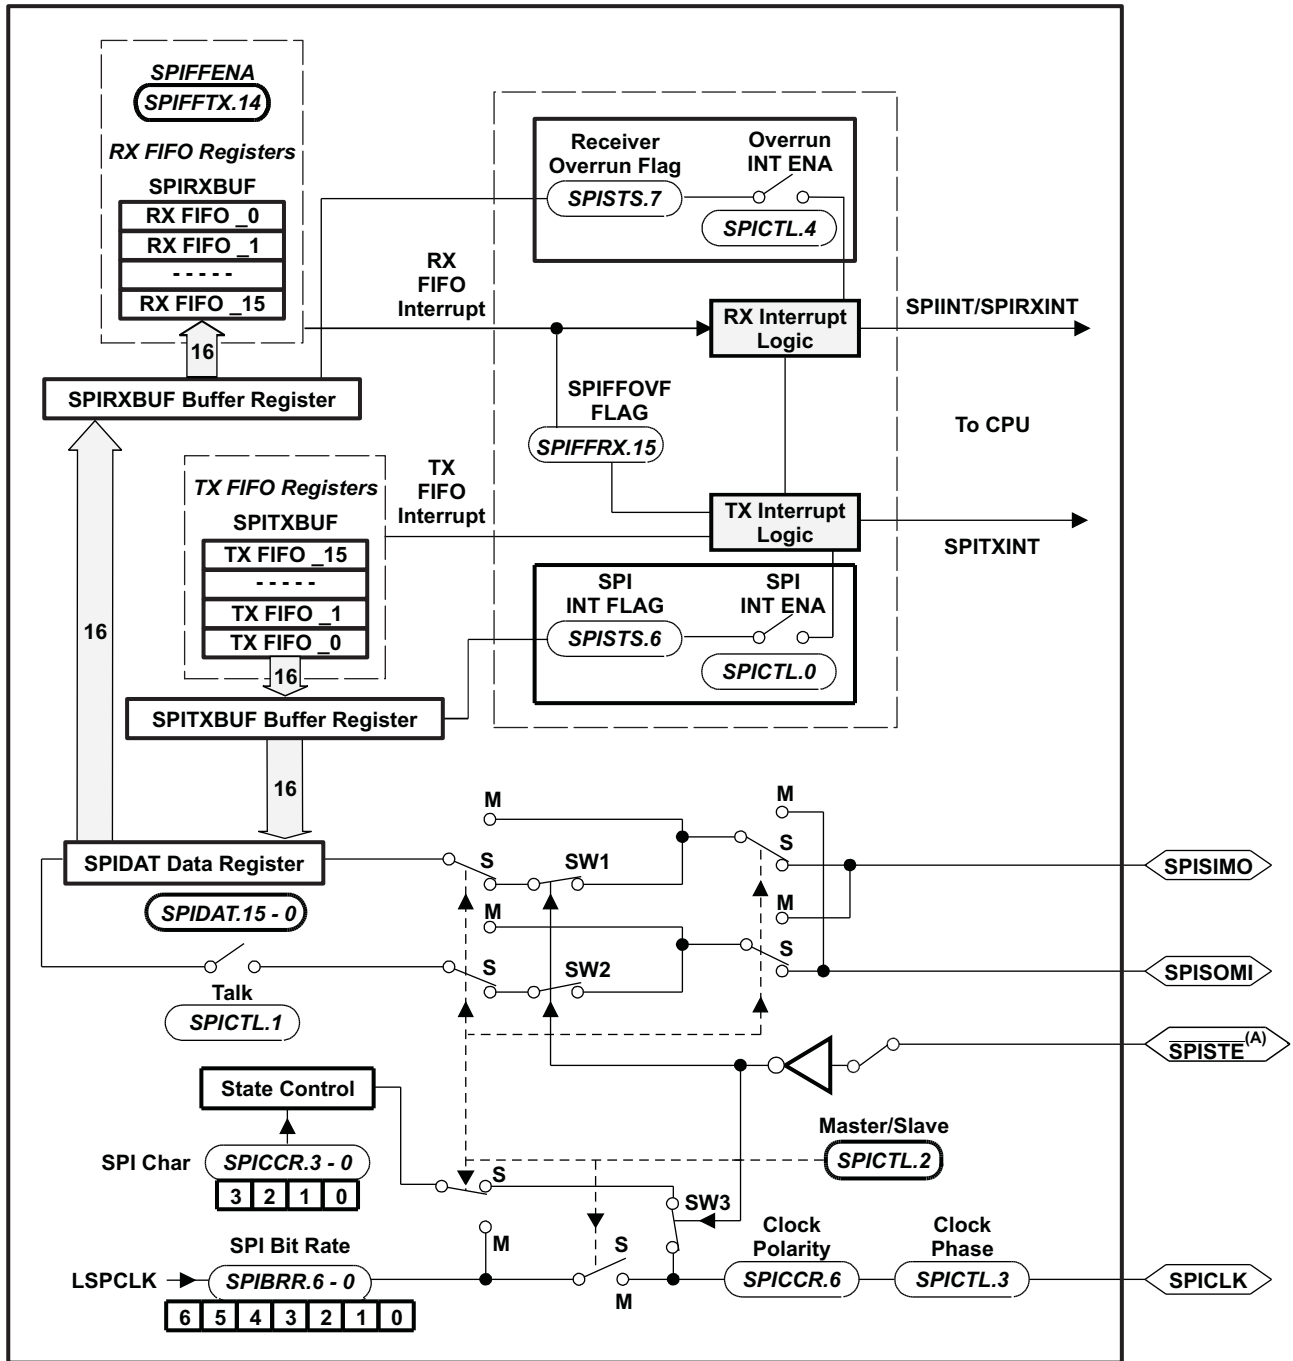 SPIFFENA
SPIFFTX.14
RX FIFO Registers
SPIRXBUF
RX FIFO _0
RX FIFO _1
- - - - -
RX FIFO _15
16
SPIRXBUF Buffer Register
RX
FIFO
Interrupt
Receiver
Overrun Flag
SPISTS.7
Overrun
INT ENA
SPICTL.4
RX Interrupt
Logic
SPIINT/SPIRXINT
SPIFFOVF
FLAG
SPIFFRX.15
To CPU
16
TX FIFO Registers
SPITXBUF
TX FIFO _15
- - - - -
TX FIFO _1
TX FIFO _0
16
SPITXBUF Buffer Register
16
TX
FIFO
Interrupt
TX Interrupt
Logic
SPITXINT
SPI
INT FLAG
SPISTS.6
SPI
INT ENA
SPICTL.0
SPIDAT Data Register
SPIDAT.15 - 0
M
S
SW1
M
S
SPISIMO
M
S
SW2
M
S
SPISOMI
Talk
SPICTL.1
SPISTE(A)
State Control
Master/Slave
SPICTL.2
SPI Char
SPICCR.3 - 0
3 2 1 0
S
M
SW3
SPI Bit Rate
LSPCLK
SPIBRR.6 - 0
6 5 4 3 2 1 0
S
M
Clock
Polarity
SPICCR.6
Clock
Phase
SPICTL.3
SPICLK